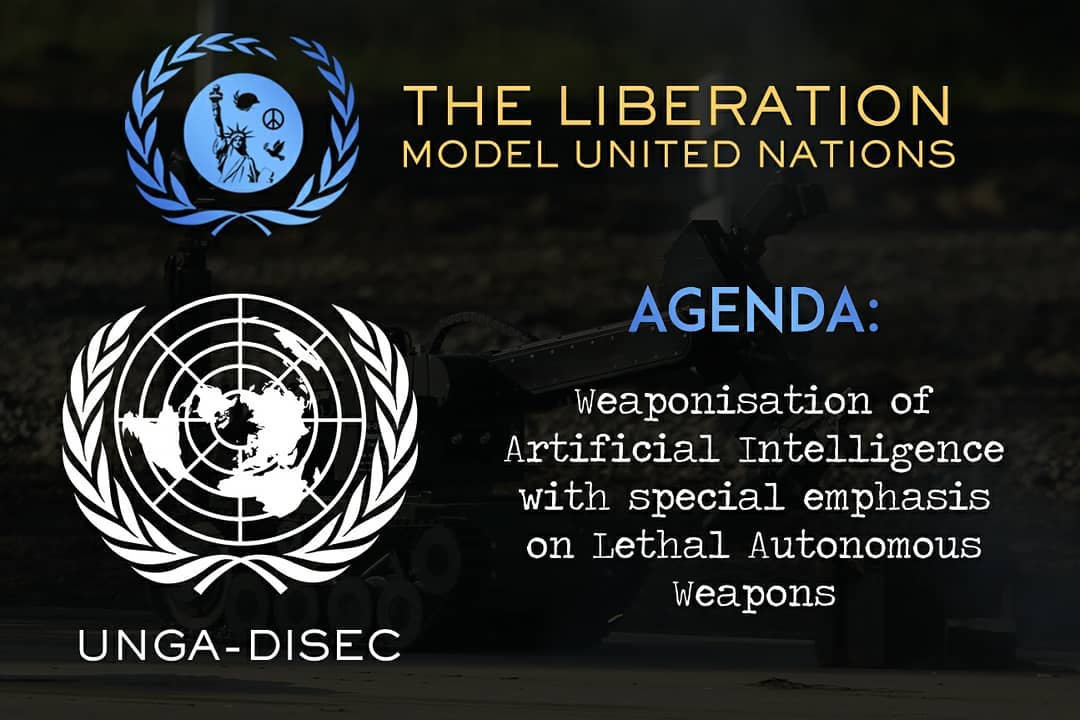 THE LIBERATION
MODEL UNITED NATIONS
AGENDA:
Weaponisation of
Artificial Intelligence
with special emphasis
on Lethal Autonomous
Weapons
UNGA-DISEC